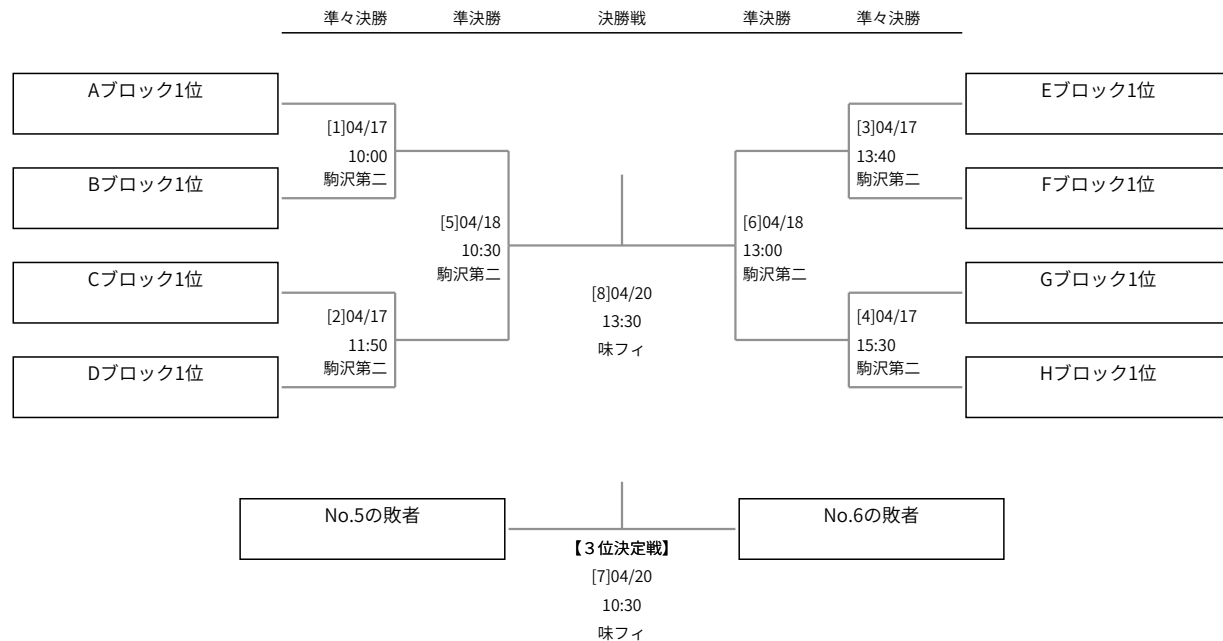 準々決勝 準決勝 決勝戦 準決勝 準々決勝
Aブロック1位
Bブロック1位
Cブロック1位
Dブロック1位
[1]04/17
10:00
駒沢第二
[2]04/17
11:50
駒沢第二
[5]04/18
10:30
駒沢第二
[8]04/20
13:30
味フィ
[6]04/18
13:00
駒沢第二
[3]04/17
13:40
駒沢第二
[4]04/17
15:30
駒沢第二
Eブロック1位
Fブロック1位
Gブロック1位
Hブロック1位
No.5の敗者
No.6の敗者
【３位決定戦】
[7]04/20
10:30
味フィ